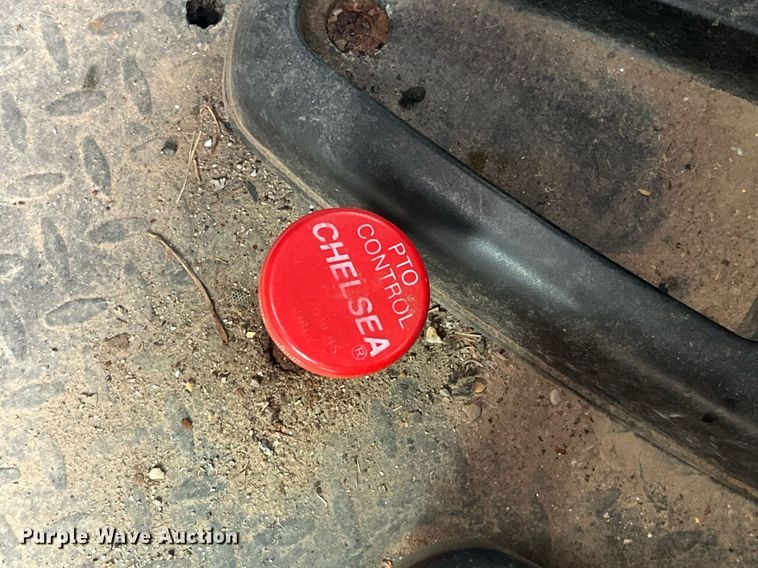 PTO
CONTROL
CHELSEA®
Purple Wave Auction